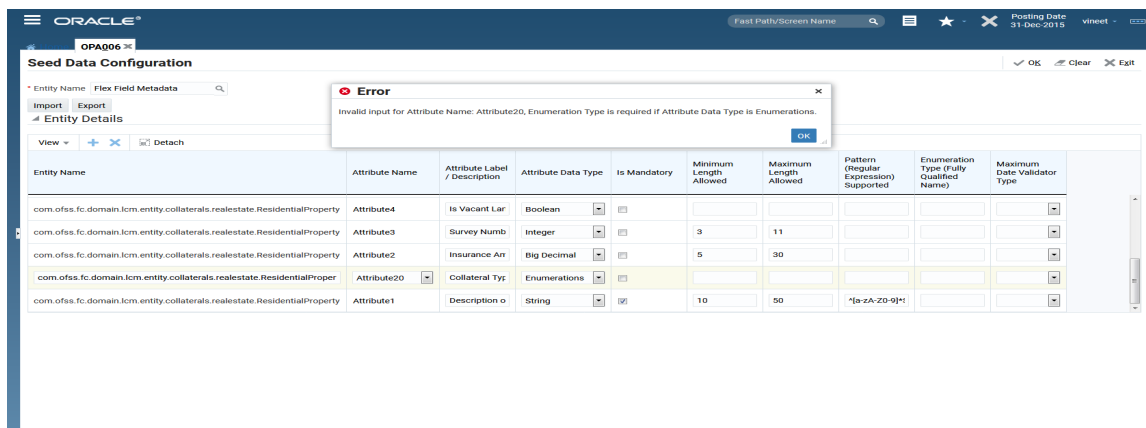 ORACLE®
Fast Path/Screen Name
Posting Date
31-Dec-2015
vineet
OPA006
Seed Data Configuration
OK Clear Exit
* Entity Name Flex Field Metadata
Import Export
Entity Details
View Detach
Error
Invalid input for Attribute Name: Attribute20, Enumeration Type is required if Attribute Data Type is Enumerations.
OK
Entity Name Attribute Name Attribute Label / Description Attribute Data Type Is Mandatory Minimum Length Allowed Maximum Length Allowed Pattern (Regular Expression) Supported Enumeration Type (Fully Qualified Name) Maximum Date Validator Type
com.ofss.fc.domain.lcm.entity.collaterals.realestate.ResidentialProperty Attribute4 Is Vacant Lar Boolean
com.ofss.fc.domain.lcm.entity.collaterals.realestate.ResidentialProperty Attribute3 Survey Numb Integer 3 11
com.ofss.fc.domain.lcm.entity.collaterals.realestate.ResidentialProperty Attribute2 Insurance Am Big Decimal 5 30
com.ofss.fc.domain.lcm.entity.collaterals.realestate.ResidentialProper Attribute20 Collateral Typ Enumerations
com.ofss.fc.domain.lcm.entity.collaterals.realestate.ResidentialProperty Attribute1 Description o String 10 50 ^[a-zA-Z0-9]*